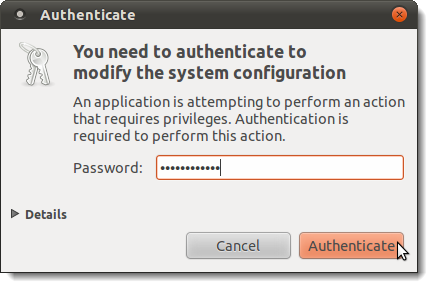 Authenticate
You need to authenticate to
modify the system configuration
An application is attempting to perform an action
that requires privileges. Authentication is
required to perform this action.
Password: ••••••••••••
Details
Cancel Authenticate